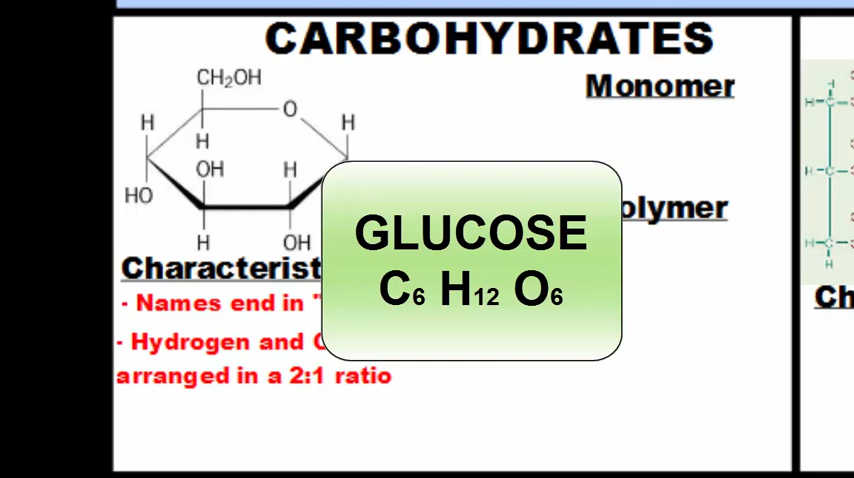 CARBOHYDRATES
CH₂OH
Monomer
O
H
H
H
OH
H
HO
olymer
H
OH
GLUCOSE
C₆ H₁₂ O₆
Characterist
- Names end in "
- Hydrogen and
arranged in a 2:1 ratio
H
H-C
H-C
H-C
H
Ch